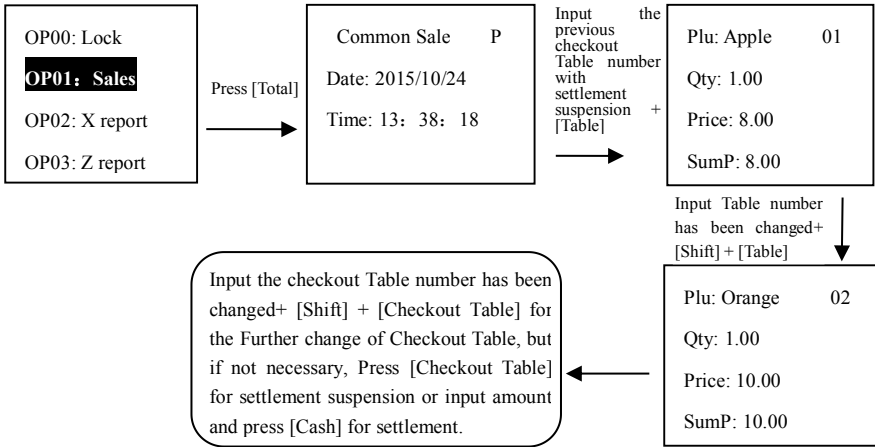 OP00: Lock
OP01：Sales
OP02: X report
OP03: Z report
Press [Total]
Common Sale P
Date: 2015/10/24
Time: 13：38：18
Input the
previous
checkout
Table number
with
settlement
suspension +
[Table]
Plu: Apple 01
Qty: 1.00
Price: 8.00
SumP: 8.00
Input Table number
has been changed+
[Shift] + [Table]
Plu: Orange 02
Qty: 1.00
Price: 10.00
SumP: 10.00
Input the checkout Table number has been
changed+ [Shift] + [Checkout Table] for
the Further change of Checkout Table, but
if not necessary, Press [Checkout Table]
for settlement suspension or input amount
and press [Cash] for settlement.